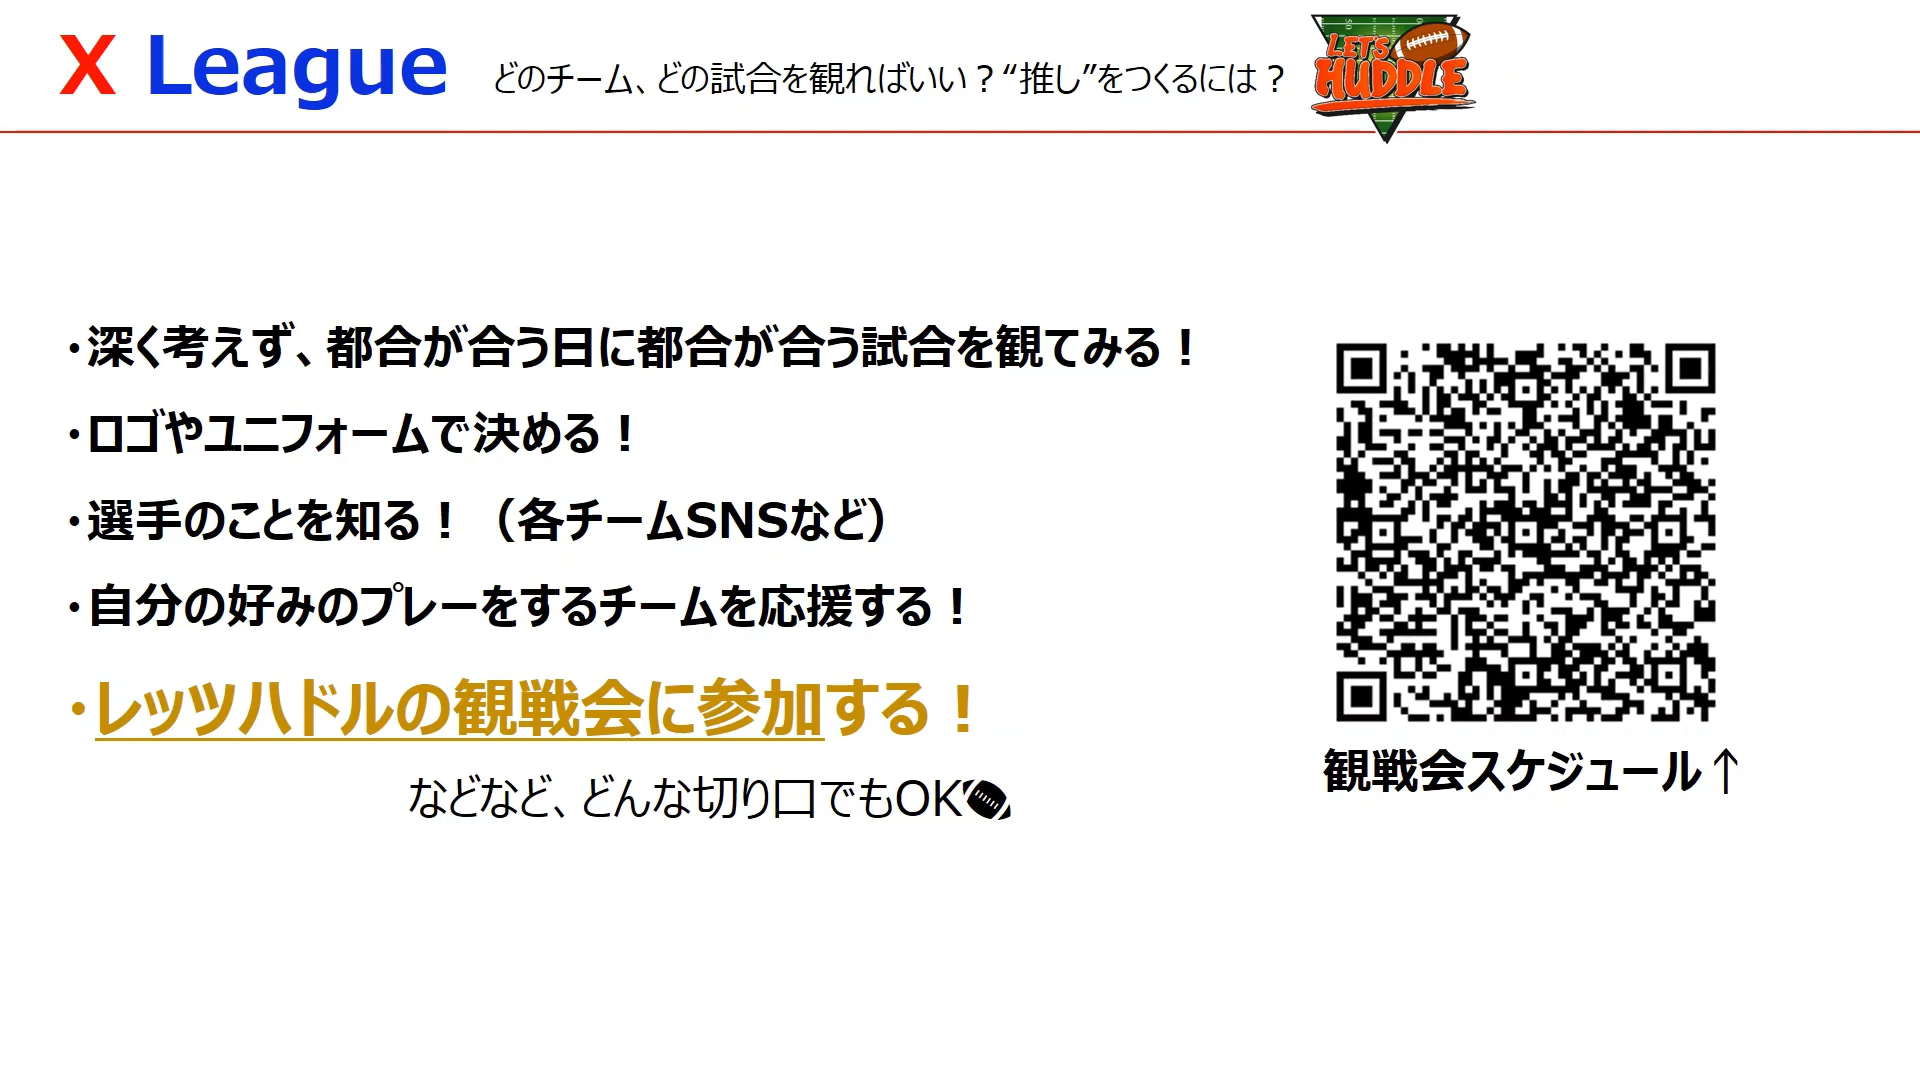 X League どのチーム、どの試合を観ればいい？“推し”をつくるには？
LET'S
HUDDLE
・深く考えず、都合が合う日に都合が合う試合を観てみる！
・ロゴやユニフォームで決める！
・選手のことを知る！（各チームSNSなど）
・自分の好みのプレーをするチームを応援する！
・レッツハドルの観戦会に参加する！
などなど、どんな切り口でもOK🏈
観戦会スケジュール↑